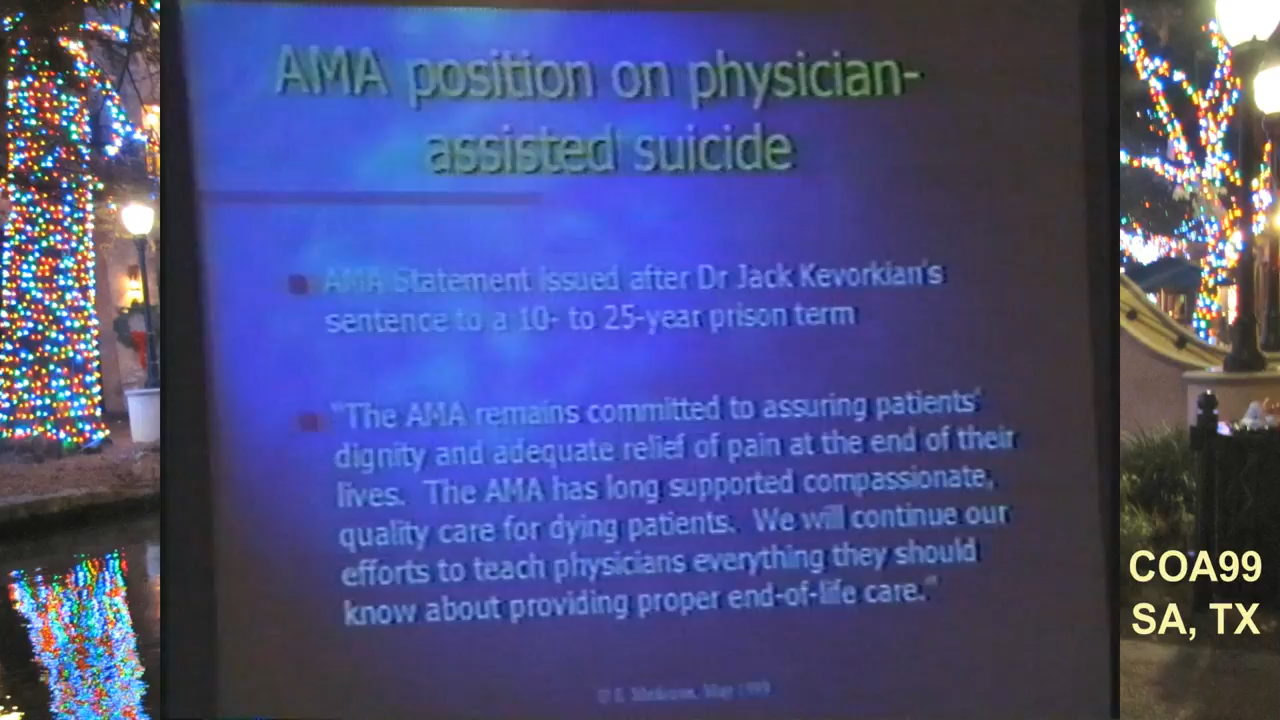 AMA position on physician-
assisted suicide
AMA Statement issued after Dr Jack Kevorkian's
sentence to a 10- to 25-year prison term
"The AMA remains committed to assuring patients'
dignity and adequate relief of pain at the end of their
lives. The AMA has long supported compassionate,
quality care for dying patients. We will continue our
efforts to teach physicians everything they should
know about providing proper end-of-life care."
May 1999
COA99
SA, TX